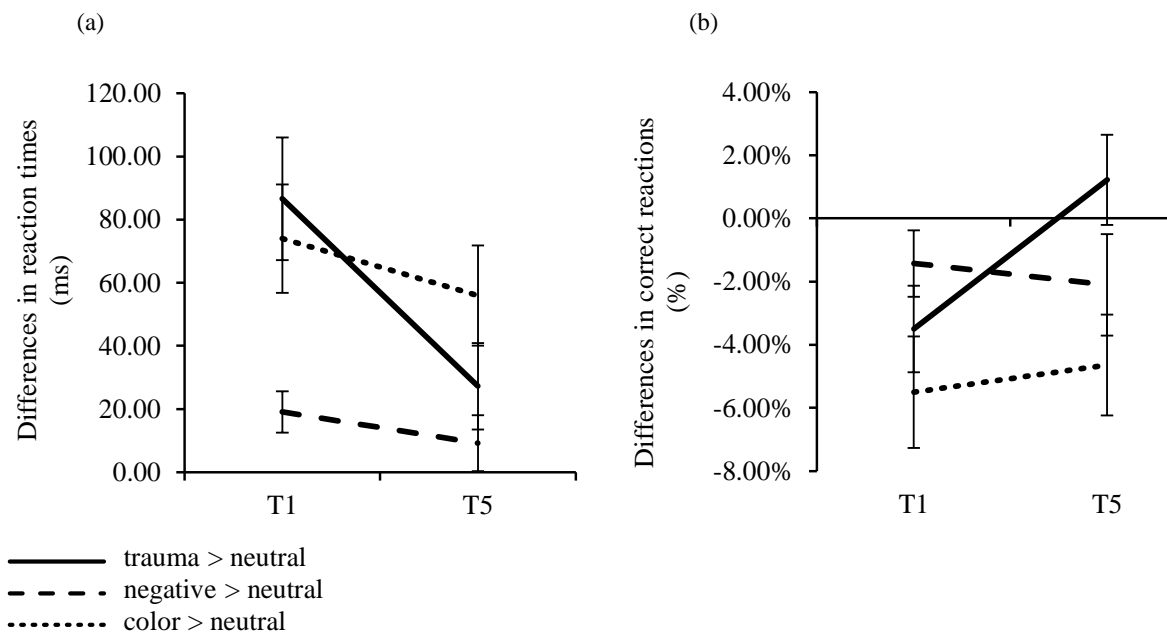 (a)
Differences in reaction times
(ms)
120.00
100.00
80.00
60.00
40.00
20.00
0.00
T1
T5
(b)
Differences in correct reactions
(%)
4.00%
2.00%
0.00%
-2.00%
-4.00%
-6.00%
-8.00%
T1
T5
trauma > neutral
negative > neutral
color > neutral